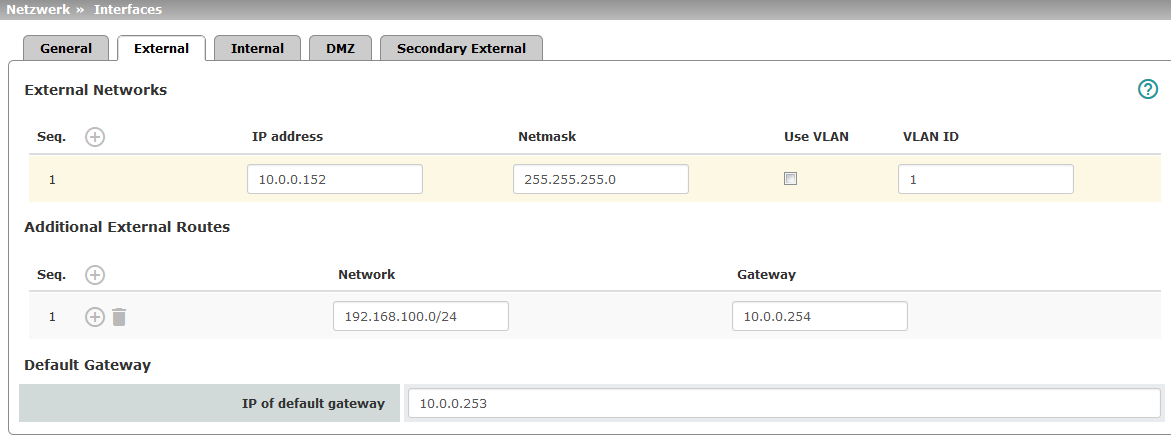 Netzwerk » Interfaces
General External Internal DMZ Secondary External
External Networks ?
Seq. IP address Netmask Use VLAN VLAN ID
1 10.0.0.152 255.255.255.0 1
Additional External Routes
Seq. Network Gateway
1 192.168.100.0/24 10.0.0.254
Default Gateway
IP of default gateway 10.0.0.253